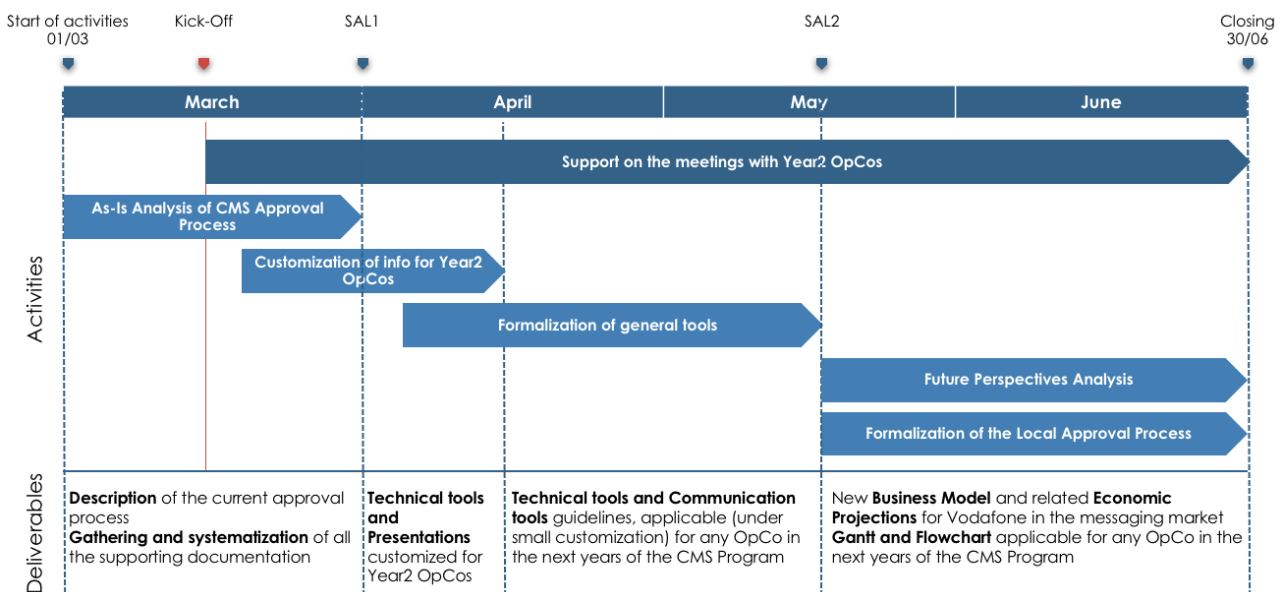 Start of activities
01/03
Kick-Off
SAL1
SAL2
Closing
30/06
March
April
May
June
Activities
Support on the meetings with Year2 OpCos
As-Is Analysis of CMS Approval
Process
Customization of info for Year2
OpCos
Formalization of general tools
Future Perspectives Analysis
Formalization of the Local Approval Process
Deliverables
Description of the current approval
process
Gathering and systematization of all
the supporting documentation
Technical tools
and
Presentations
customized for
Year2 OpCos
Technical tools and Communication
tools guidelines, applicable (under
small customization) for any OpCo in
the next years of the CMS Program
New Business Model and related Economic
Projections for Vodafone in the messaging market
Gantt and Flowchart applicable for any OpCo in the
next years of the CMS Program